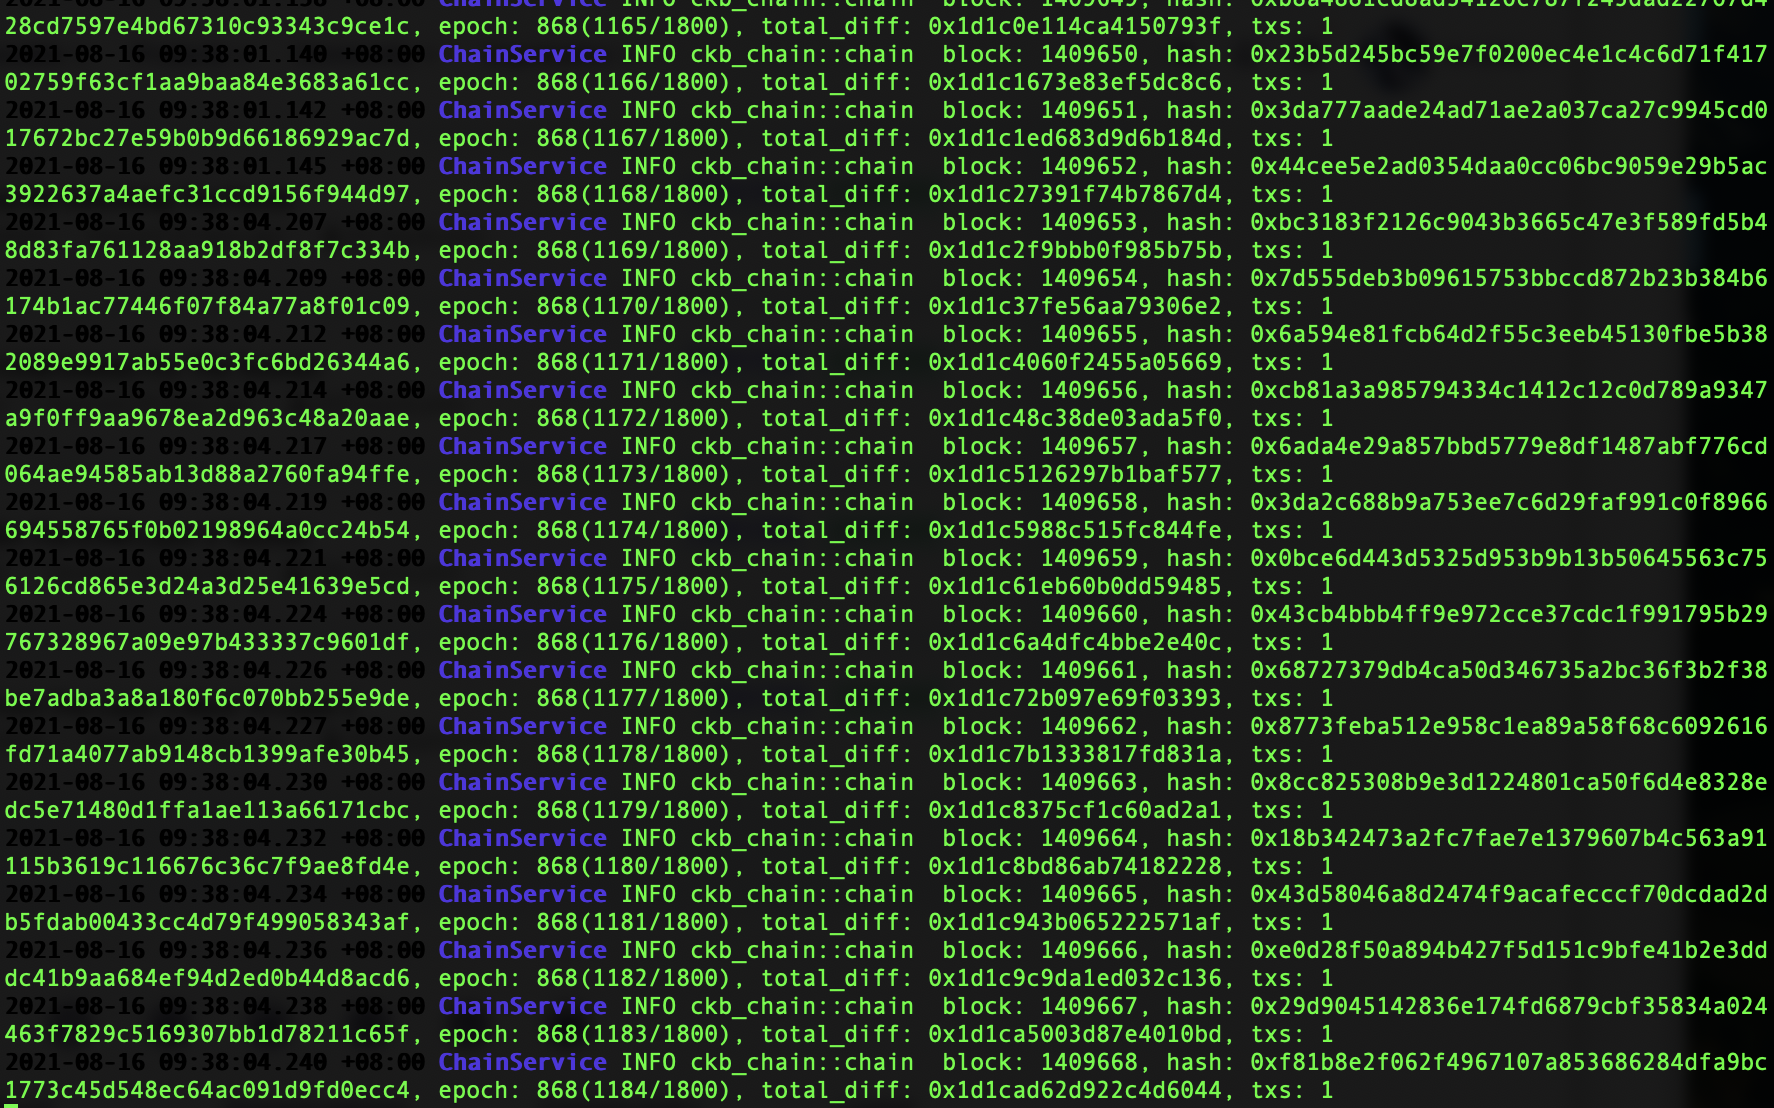 28cd7597e4bd67310c93343c9ce1c, epoch: 868(1165/1800), total_diff: 0x1d1c0e114ca4150793f, txs: 1
2021-08-16 09:38:01.140 +08:00 ChainService INFO ckb_chain::chain  block: 1409650, hash: 0x23b5d245bc59e7f0200ec4e1c4c6d71f417
02759f63cf1aa9baa84e3683a61cc, epoch: 868(1166/1800), total_diff: 0x1d1c1673e83ef5dc8c6, txs: 1
2021-08-16 09:38:01.142 +08:00 ChainService INFO ckb_chain::chain  block: 1409651, hash: 0x3da777aade24ad71ae2a037ca27c9945cd0
17672bc27e59b0b9d66186929ac7d, epoch: 868(1167/1800), total_diff: 0x1d1c1ed683d9d6b184d, txs: 1
2021-08-16 09:38:01.145 +08:00 ChainService INFO ckb_chain::chain  block: 1409652, hash: 0x44cee5e2ad0354daa0cc06bc9059e29b5ac
3922637a4aefc31ccd9156f944d97, epoch: 868(1168/1800), total_diff: 0x1d1c27391f74b7867d4, txs: 1
2021-08-16 09:38:04.207 +08:00 ChainService INFO ckb_chain::chain  block: 1409653, hash: 0xbc3183f2126c9043b3665c47e3f589fd5b4
8d83fa761128aa918b2df8f7c334b, epoch: 868(1169/1800), total_diff: 0x1d1c2f9bbb0f985b75b, txs: 1
2021-08-16 09:38:04.209 +08:00 ChainService INFO ckb_chain::chain  block: 1409654, hash: 0x7d555deb3b09615753bbccd872b23b384b6
174b1ac77446f07f84a77a8f01c09, epoch: 868(1170/1800), total_diff: 0x1d1c37fe56aa79306e2, txs: 1
2021-08-16 09:38:04.212 +08:00 ChainService INFO ckb_chain::chain  block: 1409655, hash: 0x6a594e81fcb64d2f55c3eeb45130fbe5b38
2089e9917ab55e0c3fc6bd26344a6, epoch: 868(1171/1800), total_diff: 0x1d1c4060f2455a05669, txs: 1
2021-08-16 09:38:04.214 +08:00 ChainService INFO ckb_chain::chain  block: 1409656, hash: 0xcb81a3a985794334c1412c12c0d789a9347
a9f0ff9aa9678ea2d963c48a20aae, epoch: 868(1172/1800), total_diff: 0x1d1c48c38de03ada5f0, txs: 1
2021-08-16 09:38:04.217 +08:00 ChainService INFO ckb_chain::chain  block: 1409657, hash: 0x6ada4e29a857bbd5779e8df1487abf776cd
064ae94585ab13d88a2760fa94ffe, epoch: 868(1173/1800), total_diff: 0x1d1c5126297b1baf577, txs: 1
2021-08-16 09:38:04.219 +08:00 ChainService INFO ckb_chain::chain  block: 1409658, hash: 0x3da2c688b9a753ee7c6d29faf991c0f8966
694558765f0b02198964a0cc24b54, epoch: 868(1174/1800), total_diff: 0x1d1c5988c515fc844fe, txs: 1
2021-08-16 09:38:04.221 +08:00 ChainService INFO ckb_chain::chain  block: 1409659, hash: 0x0bce6d443d5325d953b9b13b50645563c75
6126cd865e3d24a3d25e41639e5cd, epoch: 868(1175/1800), total_diff: 0x1d1c61eb60b0dd59485, txs: 1
2021-08-16 09:38:04.224 +08:00 ChainService INFO ckb_chain::chain  block: 1409660, hash: 0x43cb4bbb4ff9e972cce37cdc1f991795b29
767328967a09e97b433337c9601df, epoch: 868(1176/1800), total_diff: 0x1d1c6a4dfc4bbe2e40c, txs: 1
2021-08-16 09:38:04.226 +08:00 ChainService INFO ckb_chain::chain  block: 1409661, hash: 0x68727379db4ca50d346735a2bc36f3b2f38
be7adba3a8a180f6c070bb255e9de, epoch: 868(1177/1800), total_diff: 0x1d1c72b097e69f03393, txs: 1
2021-08-16 09:38:04.227 +08:00 ChainService INFO ckb_chain::chain  block: 1409662, hash: 0x8773feba512e958c1ea89a58f68c6092616
fd71a4077ab9148cb1399afe30b45, epoch: 868(1178/1800), total_diff: 0x1d1c7b1333817fd831a, txs: 1
2021-08-16 09:38:04.230 +08:00 ChainService INFO ckb_chain::chain  block: 1409663, hash: 0x8cc825308b9e3d1224801ca50f6d4e8328e
dc5e71480d1ffa1ae113a66171cbc, epoch: 868(1179/1800), total_diff: 0x1d1c8375cf1c60ad2a1, txs: 1
2021-08-16 09:38:04.232 +08:00 ChainService INFO ckb_chain::chain  block: 1409664, hash: 0x18b342473a2fc7fae7e1379607b4c563a91
115b3619c116676c36c7f9ae8fd4e, epoch: 868(1180/1800), total_diff: 0x1d1c8bd86ab74182228, txs: 1
2021-08-16 09:38:04.234 +08:00 ChainService INFO ckb_chain::chain  block: 1409665, hash: 0x43d58046a8d2474f9acafecccf70dcdad2d
b5fdab00433cc4d79f499058343af, epoch: 868(1181/1800), total_diff: 0x1d1c943b065222571af, txs: 1
2021-08-16 09:38:04.236 +08:00 ChainService INFO ckb_chain::chain  block: 1409666, hash: 0xe0d28f50a894b427f5d151c9bfe41b2e3dd
dc41b9aa684ef94d2ed0b44d8acd6, epoch: 868(1182/1800), total_diff: 0x1d1c9c9da1ed032c136, txs: 1
2021-08-16 09:38:04.238 +08:00 ChainService INFO ckb_chain::chain  block: 1409667, hash: 0x29d9045142836e174fd6879cbf35834a024
463f7829c5169307bb1d78211c65f, epoch: 868(1183/1800), total_diff: 0x1d1ca5003d87e4010bd, txs: 1
2021-08-16 09:38:04.240 +08:00 ChainService INFO ckb_chain::chain  block: 1409668, hash: 0xf81b8e2f062f4967107a853686284dfa9bc
1773c45d548ec64ac091d9fd0ecc4, epoch: 868(1184/1800), total_diff: 0x1d1cad62d922c4d6044, txs: 1